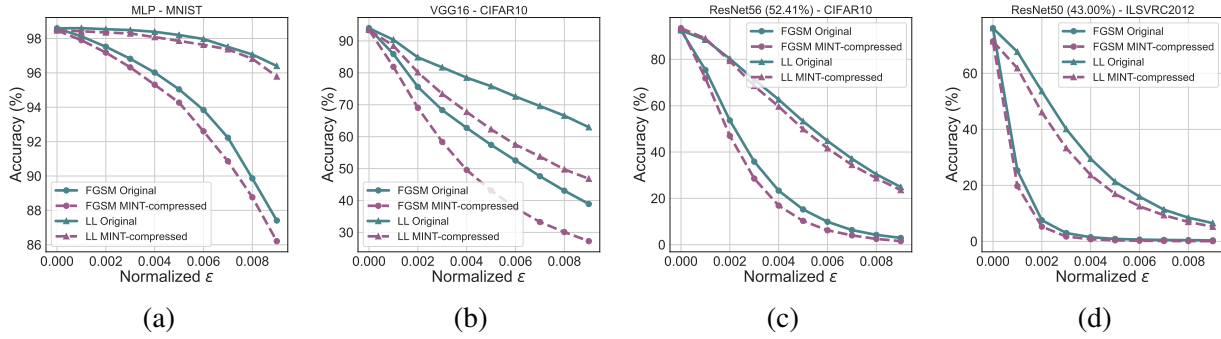 MLP - MNIST
Accuracy (%)
98
96
94
92
90
88
86
FGSM Original
FGSM MINT-compressed
LL Original
LL MINT-compressed
0.000 0.002 0.004 0.006 0.008
Normalized ε
(a)
VGG16 - CIFAR10
Accuracy (%)
90
80
70
60
50
40
30
FGSM Original
FGSM MINT-compressed
LL Original
LL MINT-compressed
0.000 0.002 0.004 0.006 0.008
Normalized ε
(b)
ResNet56 (52.41%) - CIFAR10
Accuracy (%)
80
60
40
20
0
FGSM Original
FGSM MINT-compressed
LL Original
LL MINT-compressed
0.000 0.002 0.004 0.006 0.008
Normalized ε
(c)
ResNet50 (43.00%) - ILSVRC2012
Accuracy (%)
60
40
20
0
FGSM Original
FGSM MINT-compressed
LL Original
LL MINT-compressed
0.000 0.002 0.004 0.006 0.008
Normalized ε
(d)